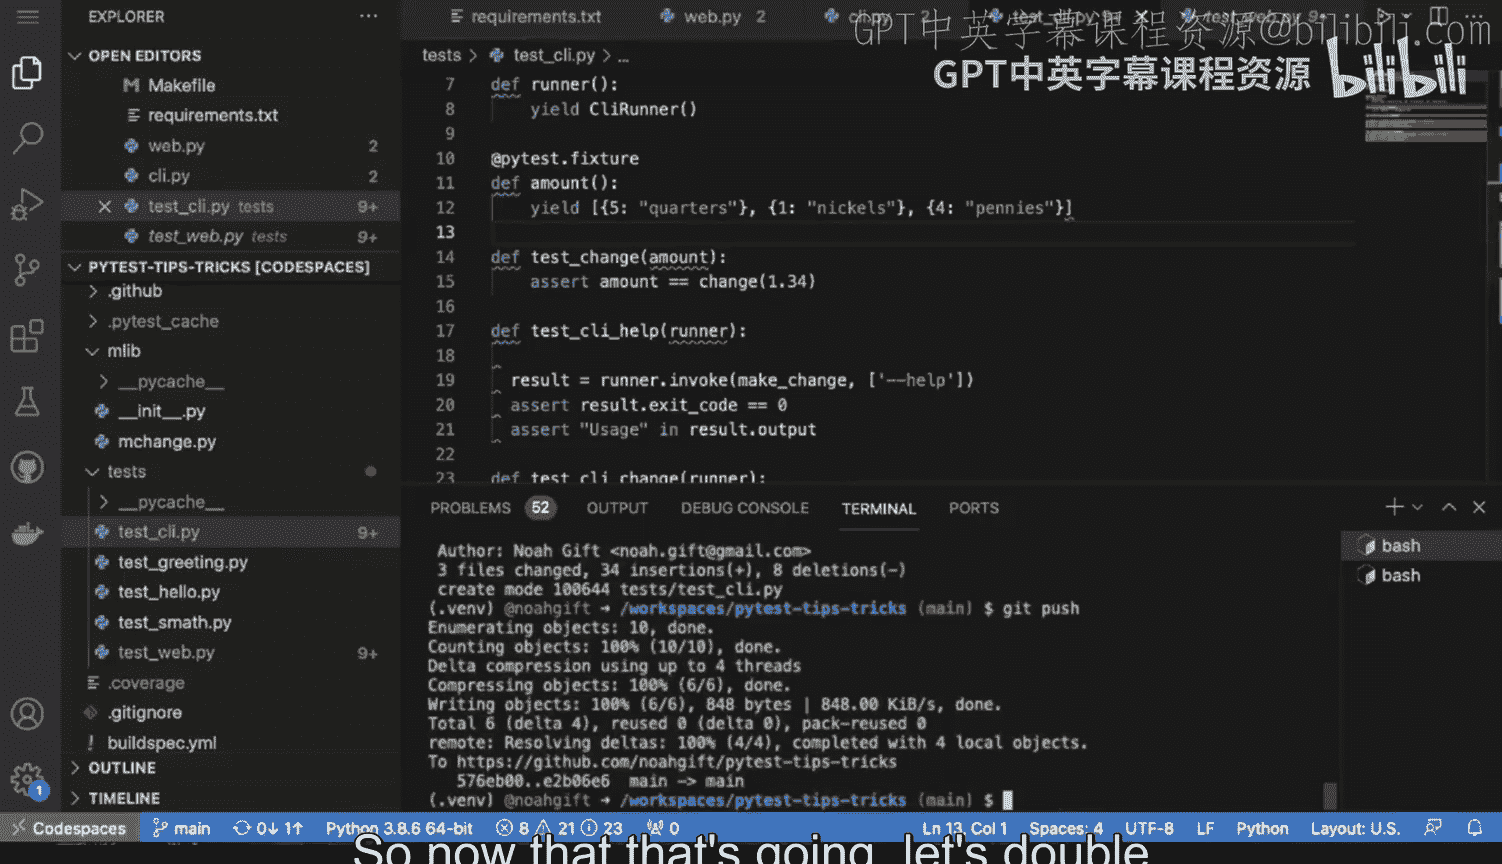 EXPLORER
requirements.txt
web.py 2
cli.py 2
GPT中英字幕课程资源@bilibili.com
GPT中英字幕课程资源 bilibili
OPEN EDITORS
Makefile
requirements.txt
web.py 2
cli.py 2
test_cli.py tests 9+
test_web.py tests 9+
PYTEST-TIPS-TRICKS [CODESPACES]
.github
.pytest_cache
mlib
__pycache__
__init__.py
mchange.py
tests
__pycache__
test_cli.py 9+
test_greeting.py
test_hello.py
test_smath.py
test_web.py 9+
.coverage
.gitignore
buildspec.yml
OUTLINE
TIMELINE
tests > test_cli.py > ...
7 def runner():
8 yield CliRunner()
9
10 @pytest.fixture
11 def amount():
12 yield [{5: "quarters"}, {1: "nickels"}, {4: "pennies"}]
13
14 def test_change(amount):
15 assert amount == change(1.34)
16
17 def test_cli_help(runner):
18
19 result = runner.invoke(make_change, ['--help'])
20 assert result.exit_code == 0
21 assert "Usage" in result.output
22
23 def test_cli_change(runner):
PROBLEMS 52 OUTPUT DEBUG CONSOLE TERMINAL PORTS
Author: Noah Gift <noah.gift@gmail.com>
3 files changed, 34 insertions(+), 8 deletions(-)
create mode 100644 tests/test_cli.py
(.venv) @noahgift → /workspaces/pytest-tips-tricks (main) $ git push
Enumerating objects: 10, done.
Counting objects: 100% (10/10), done.
Delta compression using up to 4 threads
Compressing objects: 100% (6/6), done.
Writing objects: 100% (6/6), 848 bytes | 848.00 KiB/s, done.
Total 6 (delta 4), reused 0 (delta 0), pack-reused 0
remote: Resolving deltas: 100% (4/4), completed with 4 local objects.
To https://github.com/noahgift/pytest-tips-tricks
576eb00..e2b06e6 main -> main
(.venv) @noahgift → /workspaces/pytest-tips-tricks (main) $
bash
bash
1
Codespaces main 0↓ 1↑ Python 3.8.6 64-bit 8 21 23 0 Ln 13, Col 1 Spaces: 4 UTF-8 LF Python Layout: U.S.
So now that that's going, let's double